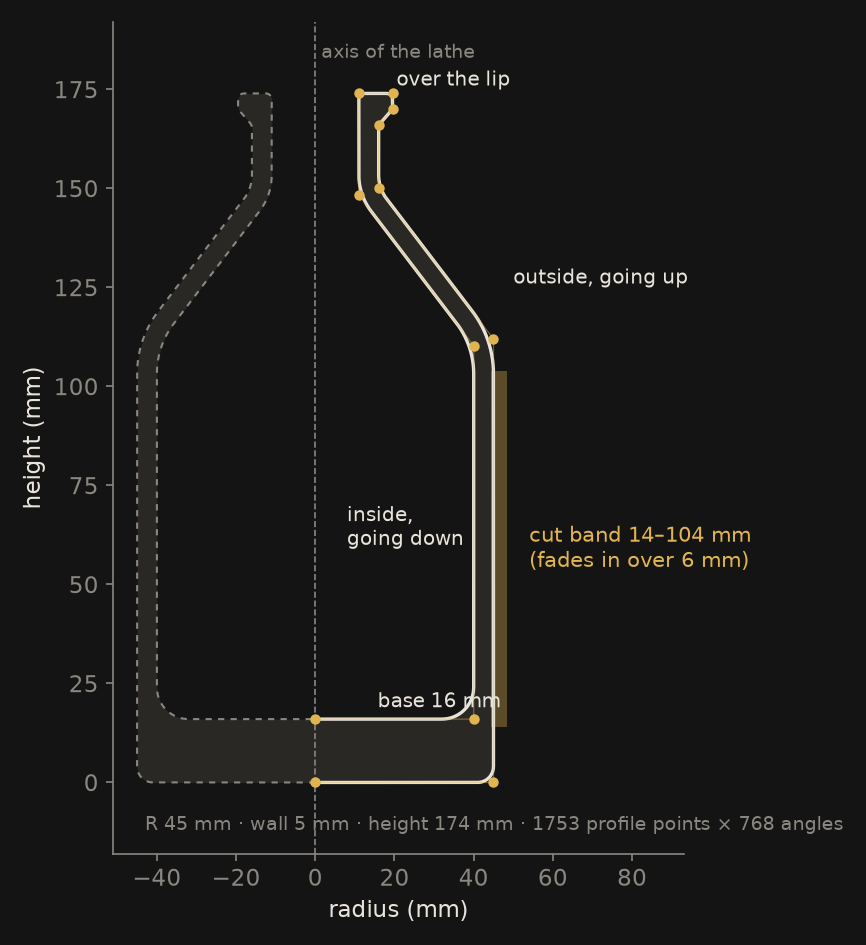 axis of the lathe
over the lip
175
150
outside, going up
125
100
height (mm)
75
inside,
going down
cut band 14–104 mm
(fades in over 6 mm)
50
25
base 16 mm
0
R 45 mm · wall 5 mm · height 174 mm · 1753 profile points × 768 angles
−40 −20 0 20 40 60 80
radius (mm)